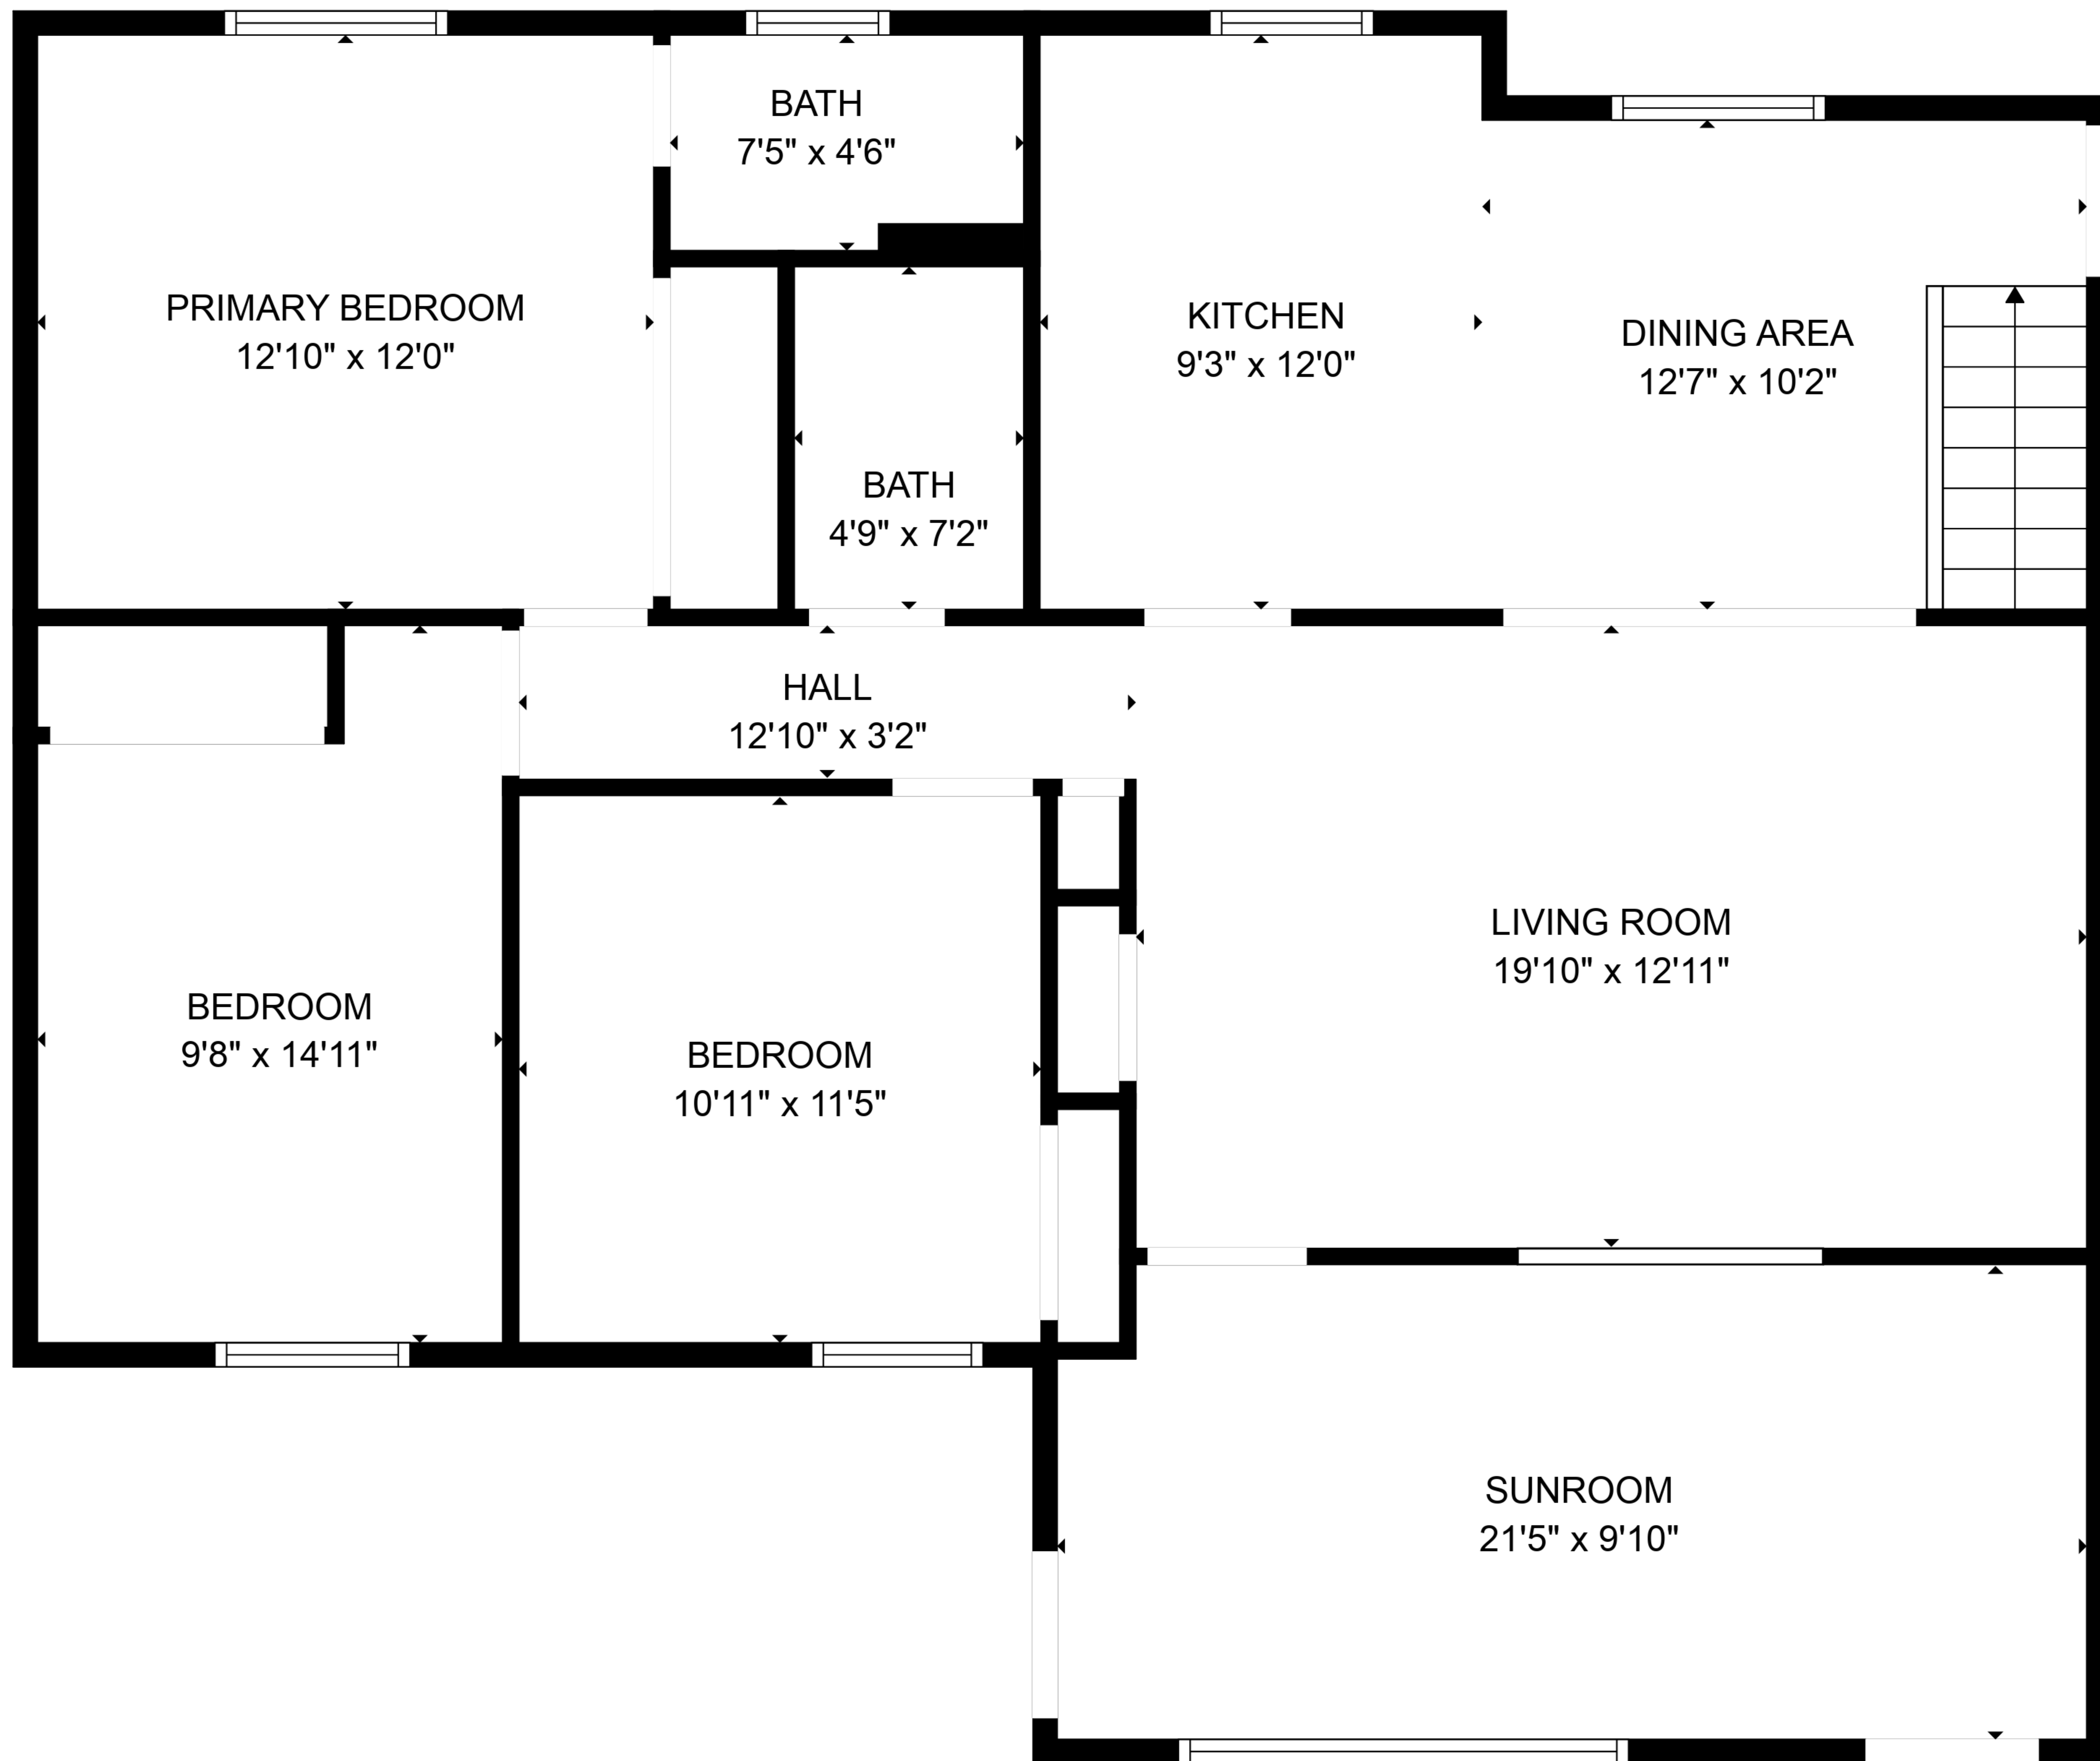 BATH
7'5" x 4'6"
PRIMARY BEDROOM
12'10" x 12'0"
KITCHEN
9'3" x 12'0"
DINING AREA
12'7" x 10'2"
BATH
4'9" x 7'2"
HALL
12'10" x 3'2"
LIVING ROOM
19'10" x 12'11"
BEDROOM
9'8" x 14'11"
BEDROOM
10'11" x 11'5"
SUNROOM
21'5" x 9'10"